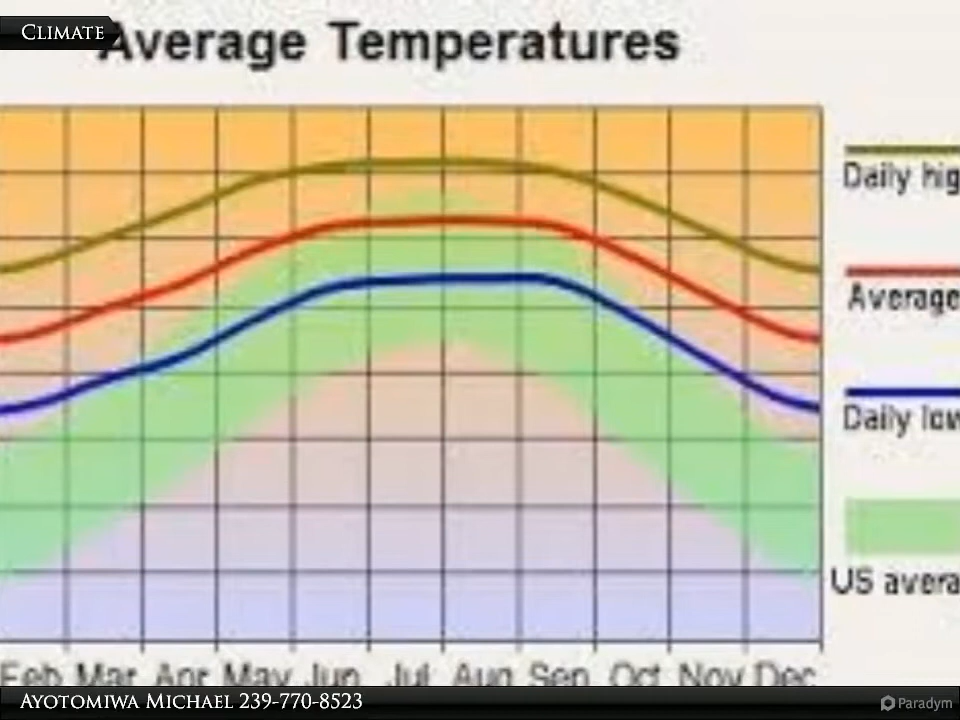 CLIMATE
Average Temperatures
Daily hig
Average
Daily low
US avera
Feb Mar Apr May Jun Jul Aug Sep Oct Nov Dec
AYOTOMIWA MICHAEL 239-770-8523
Paradym